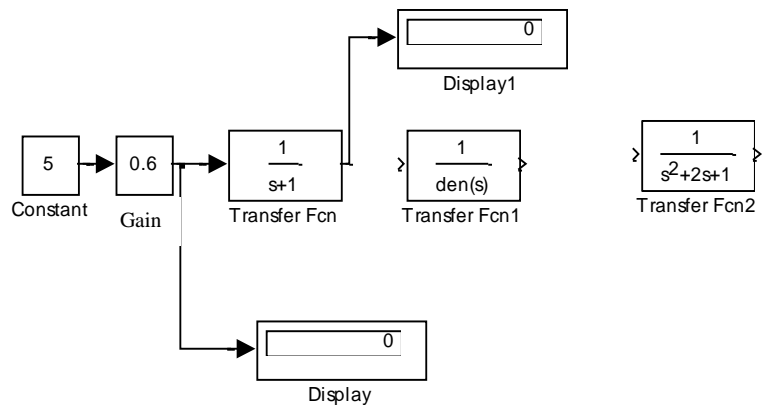 0
Display1
5
Constant
0.6
Gain
1
s+1
Transfer Fcn
1
den(s)
Transfer Fcn1
1
s²+2s+1
Transfer Fcn2
0
Display